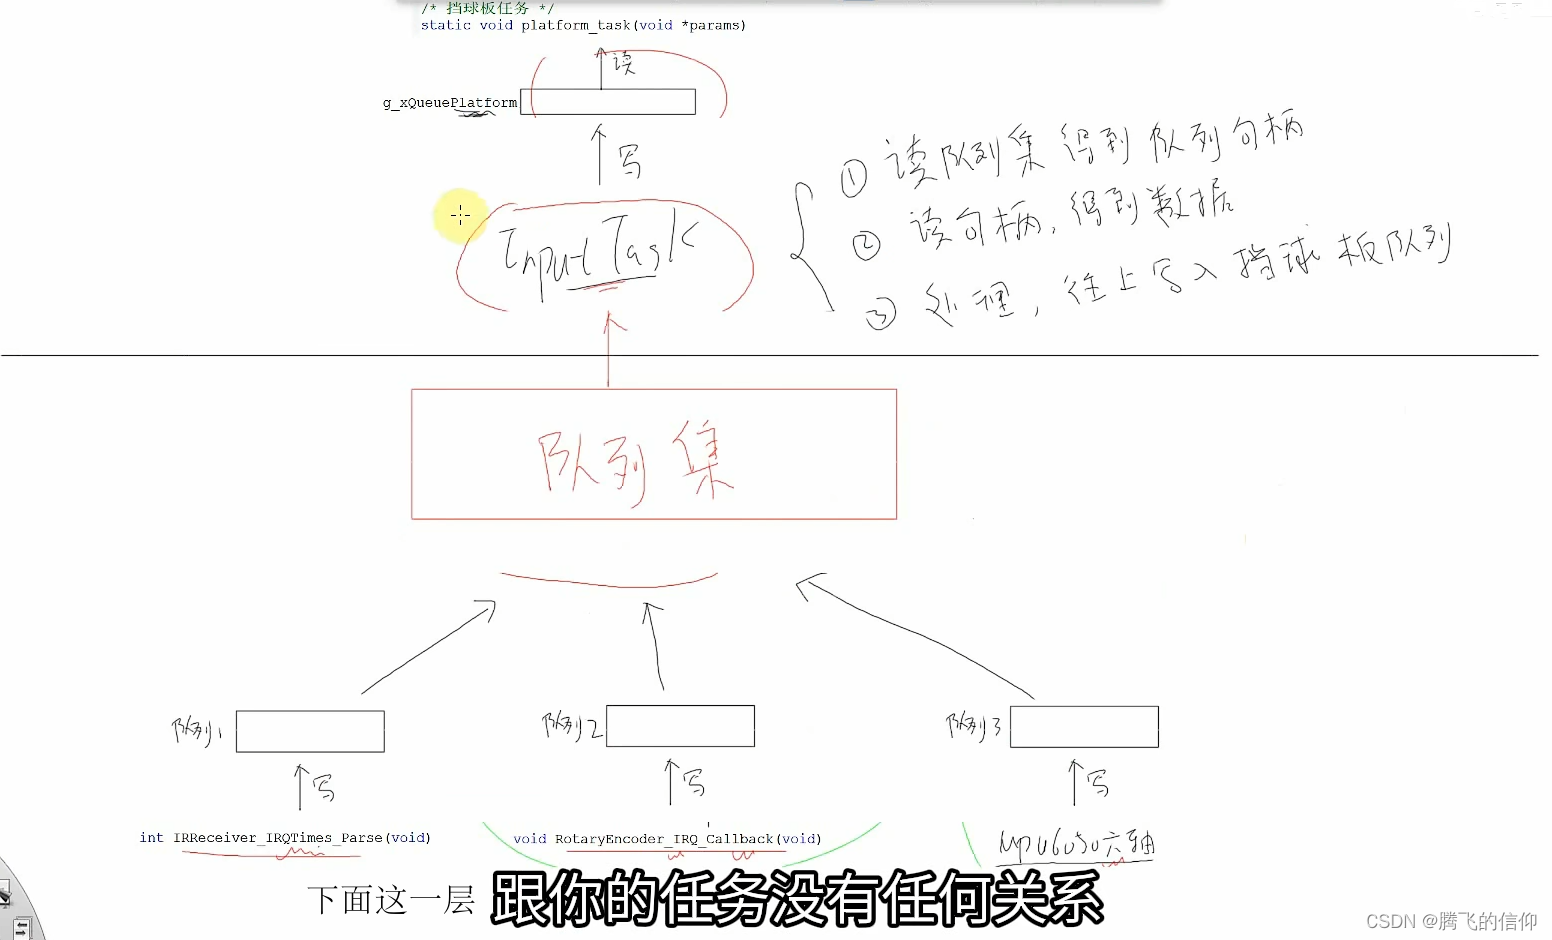 /* 挡球板任务 */
static void platform_task(void *params)
读
g_xQueuePlatform
写
Input Task
① 读队列集 得到 队列句柄
② 读句柄, 得到数据
③ 处理, 往上写入 挡球板队列
队列集
队列1
队列2
队列3
写
写
写
int IRReceiver_IRQTimes_Parse(void)
void RotaryEncoder_IRQ_Callback(void)
mpu6050六轴
下面这一层 跟你的任务没有任何关系
CSDN @腾飞的信仰